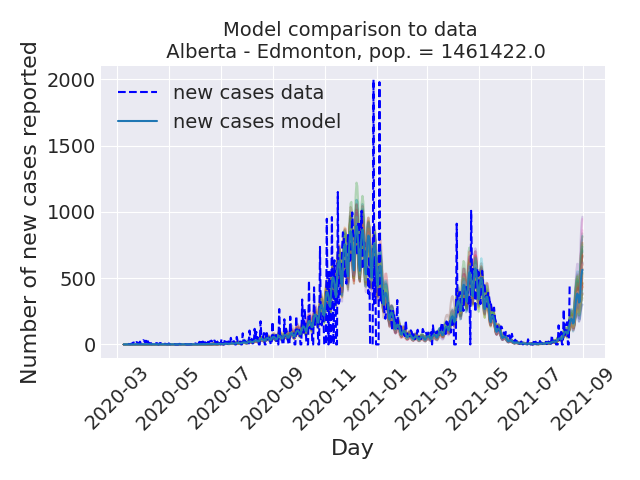 Model comparison to data
Alberta - Edmonton, pop. = 1461422.0
Number of new cases reported
2000
1500
1000
500
0
new cases data
new cases model
2020-03
2020-05
2020-07
2020-09
2020-11
2021-01
2021-03
2021-05
2021-07
2021-09
Day